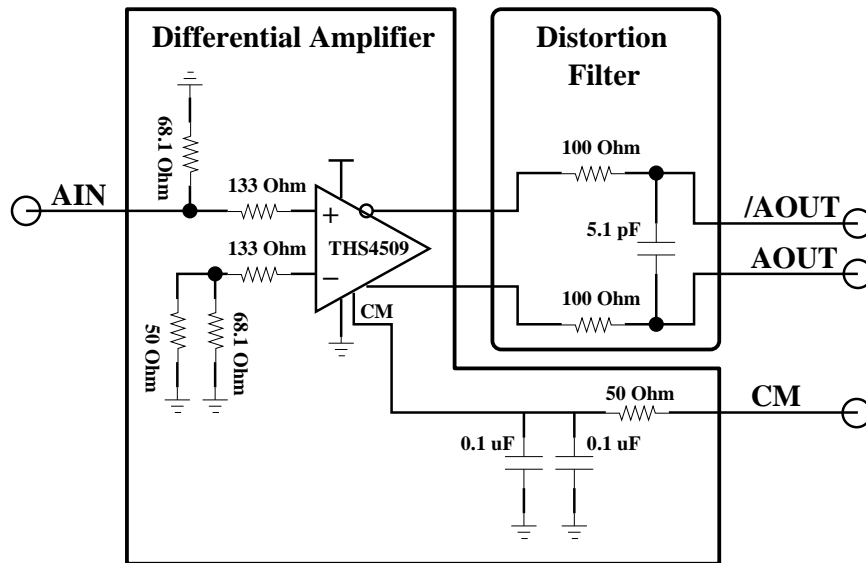 Differential Amplifier
Distortion
Filter
68.1 Ohm
100 Ohm
AIN
133 Ohm
+
/AOUT
133 Ohm
THS4509
5.1 pF
AOUT
−
50 Ohm
68.1 Ohm
CM
100 Ohm
50 Ohm
CM
0.1 uF
0.1 uF